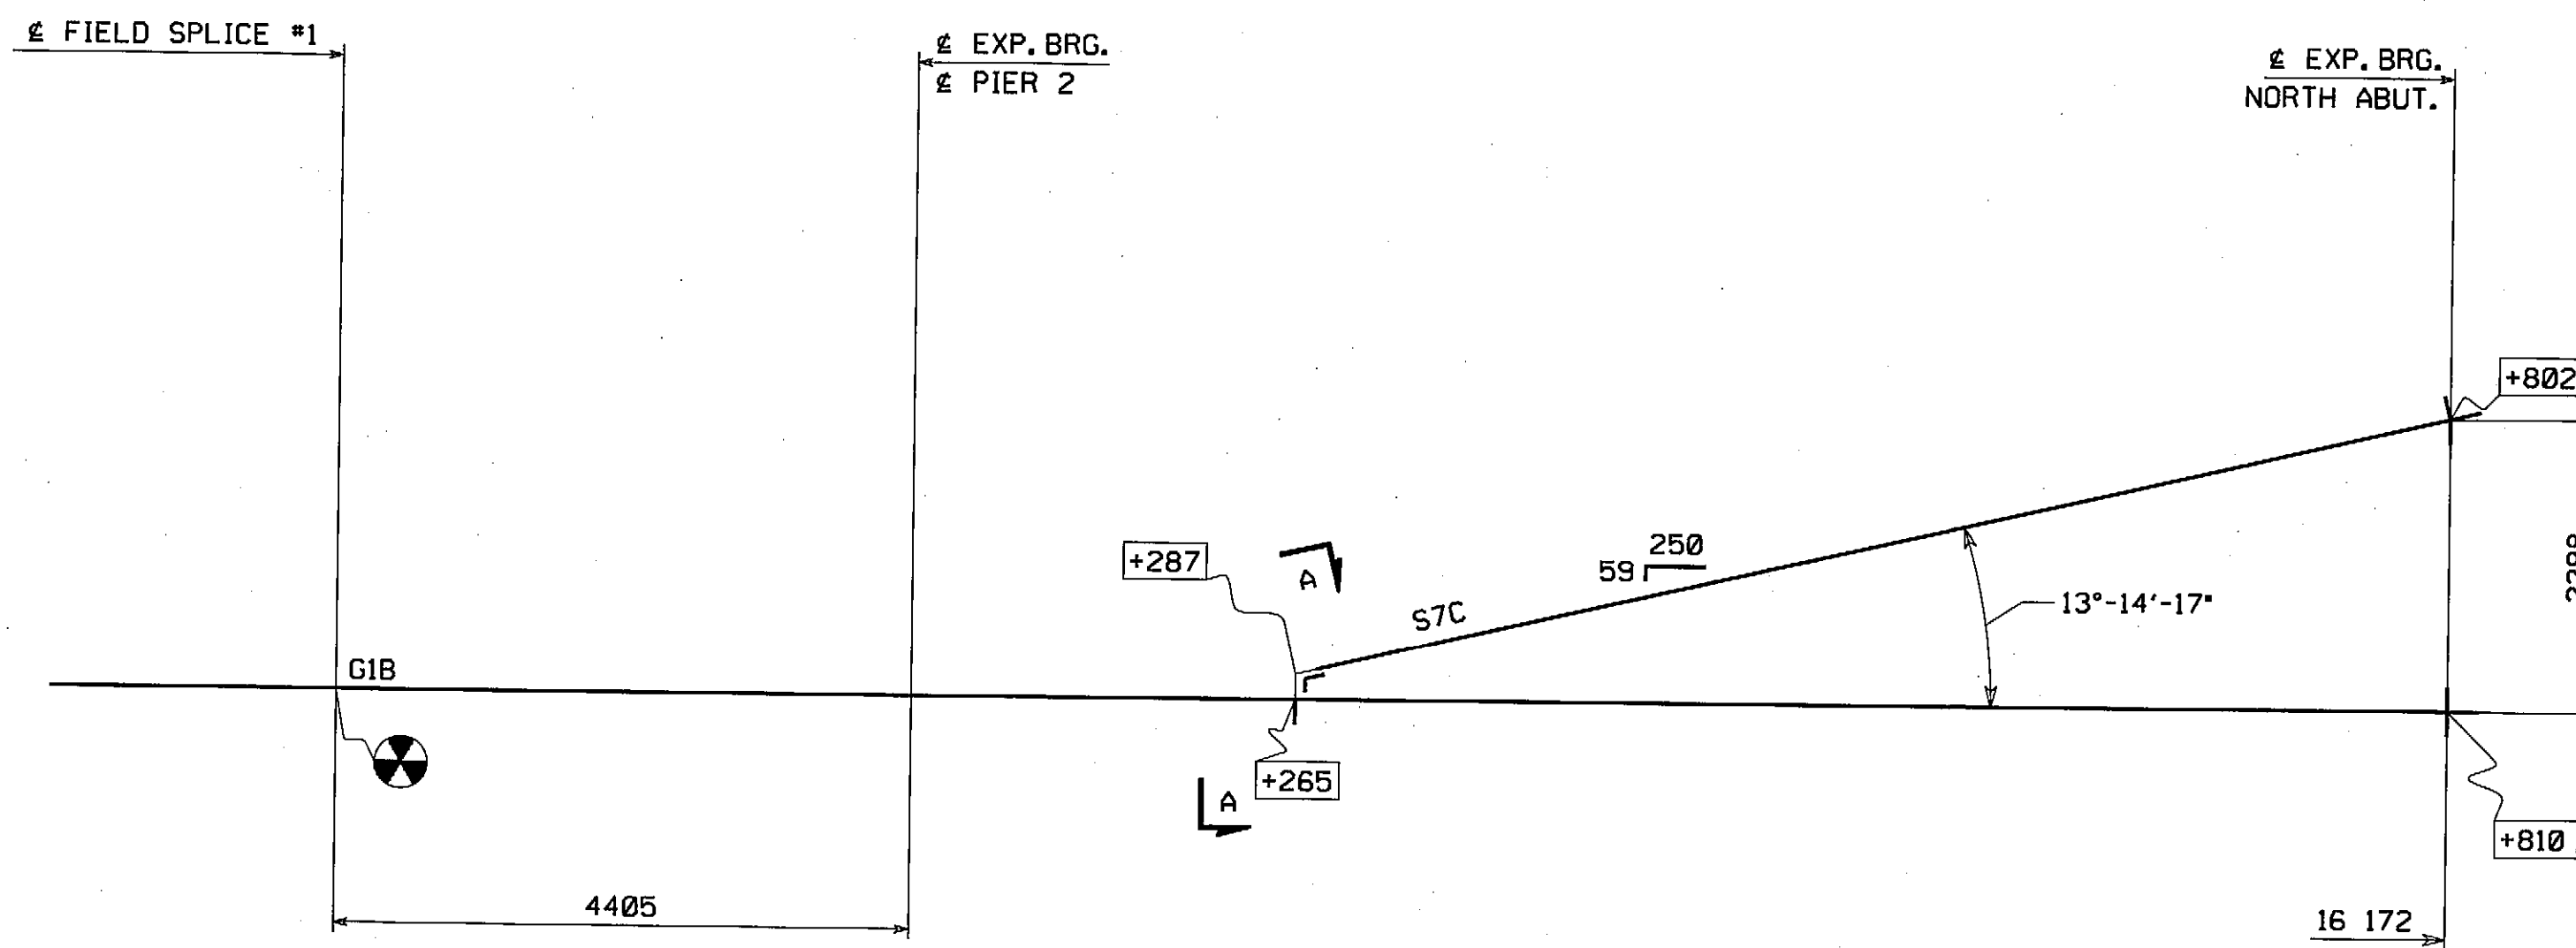 ℄ FIELD SPLICE #1
℄ EXP. BRG.
℄ PIER 2
℄ EXP. BRG.
NORTH ABUT.
+802
+287
A
250
59
S7C
13°-14'-17"
G1B
+265
A
+810
4405
16 172